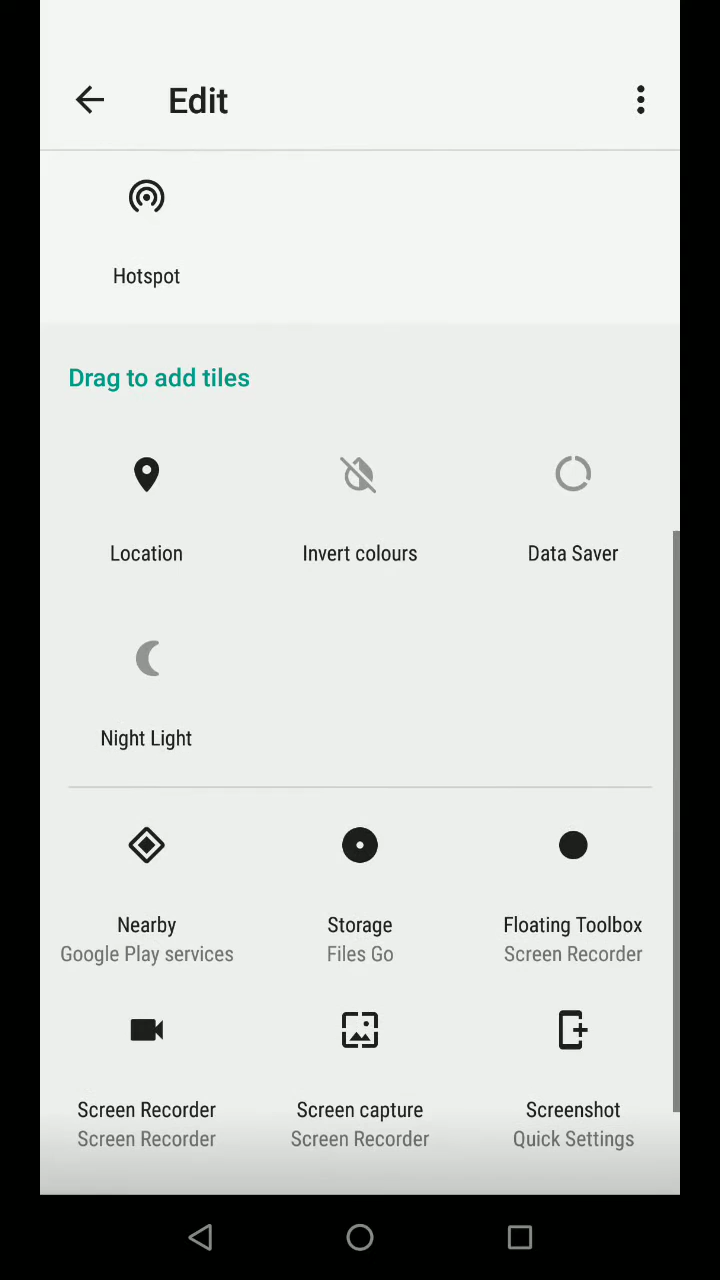 Edit
Hotspot
Drag to add tiles
Location
Invert colours
Data Saver
Night Light
Nearby
Google Play services
Storage
Files Go
Floating Toolbox
Screen Recorder
Screen Recorder
Screen Recorder
Screen capture
Screen Recorder
Screenshot
Quick Settings